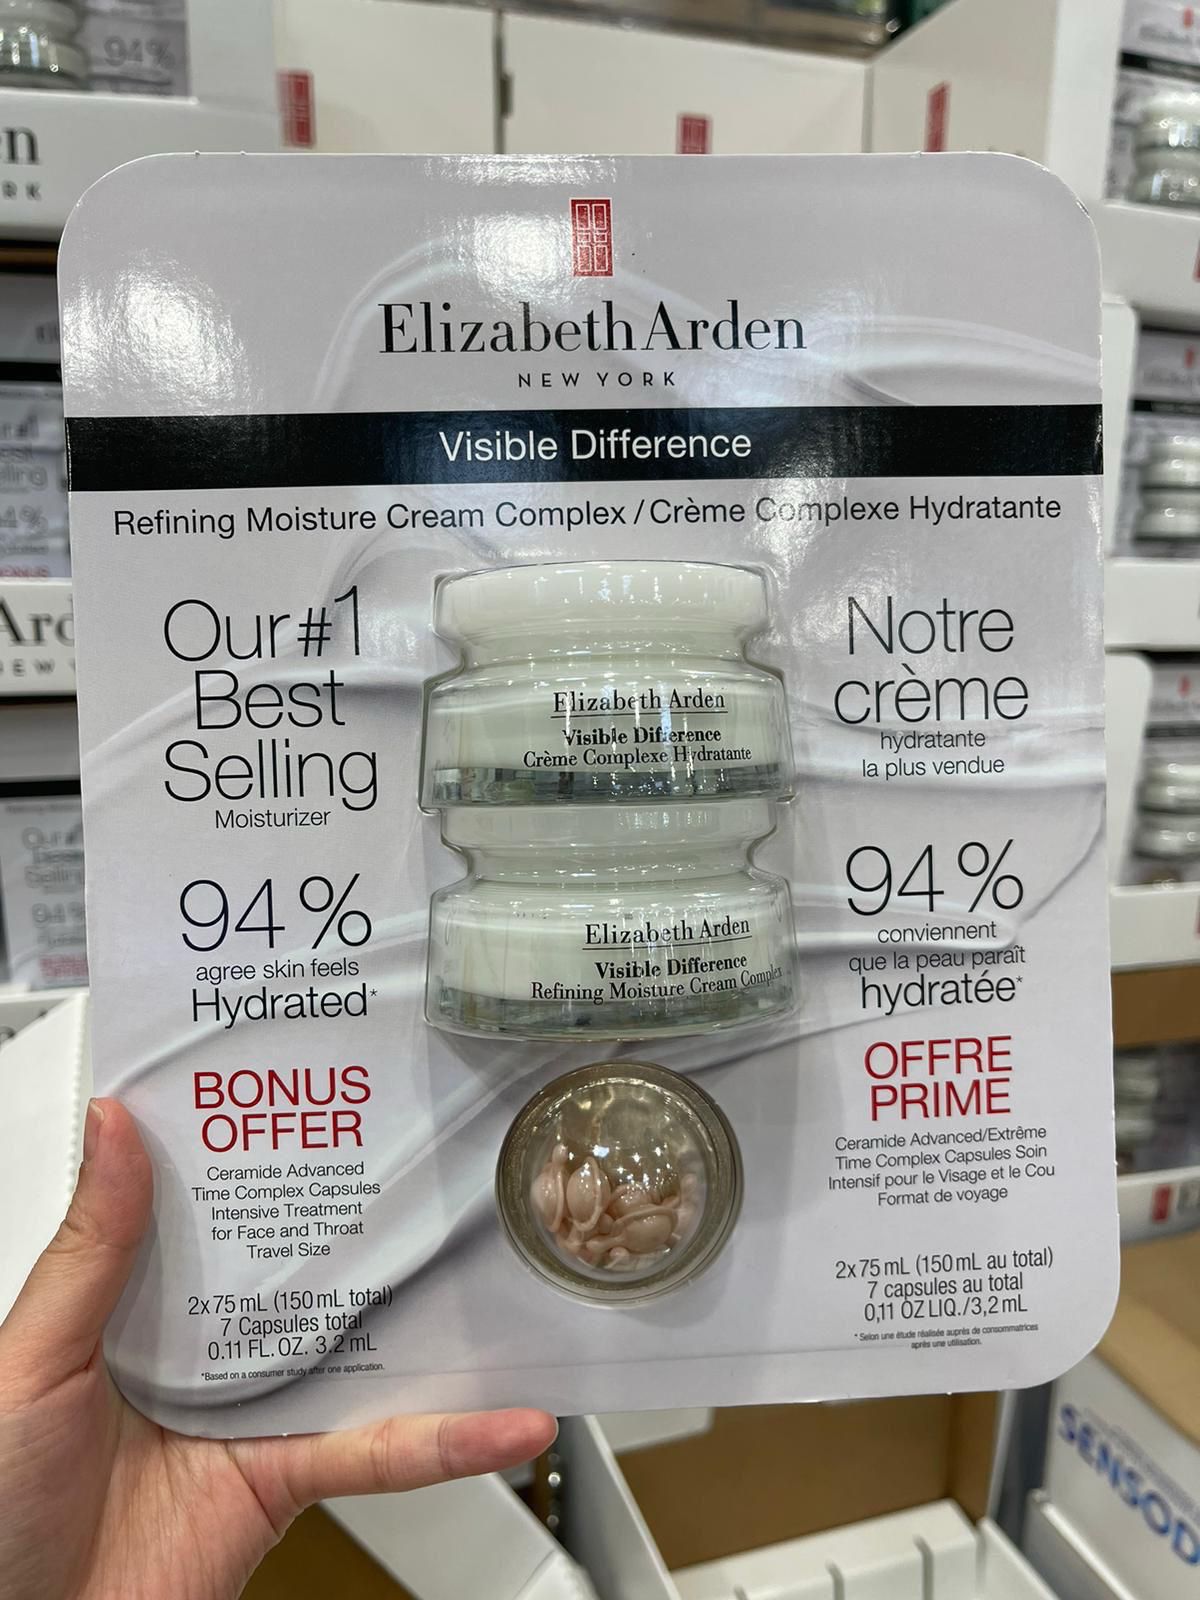 Elizabeth Arden
NEW YORK
Visible Difference
Refining Moisture Cream Complex / Crème Complexe Hydratante
Our #1
Best
Selling
Moisturizer
94%
agree skin feels
Hydrated*
BONUS
OFFER
Ceramide Advanced
Time Complex Capsules
Intensive Treatment
for Face and Throat
Travel Size
2x75 mL (150 mL total)
7 Capsules total
0.11 FL. OZ. 3.2 mL
*Based on a consumer study after one application.
Elizabeth Arden
Visible Difference
Crème Complexe Hydratante
Elizabeth Arden
Visible Difference
Refining Moisture Cream Complex
Notre
crème
hydratante
la plus vendue
94%
conviennent
que la peau paraît
hydratée*
OFFRE
PRIME
Ceramide Advanced/Extrême
Time Complex Capsules Soin
Intensif pour le Visage et le Cou
Format de voyage
2x75 mL (150 mL au total)
7 capsules au total
0,11 OZ LIQ./3,2 mL
* Selon une étude réalisée auprès de consommatrices
après une utilisation.
94%
SENSOD